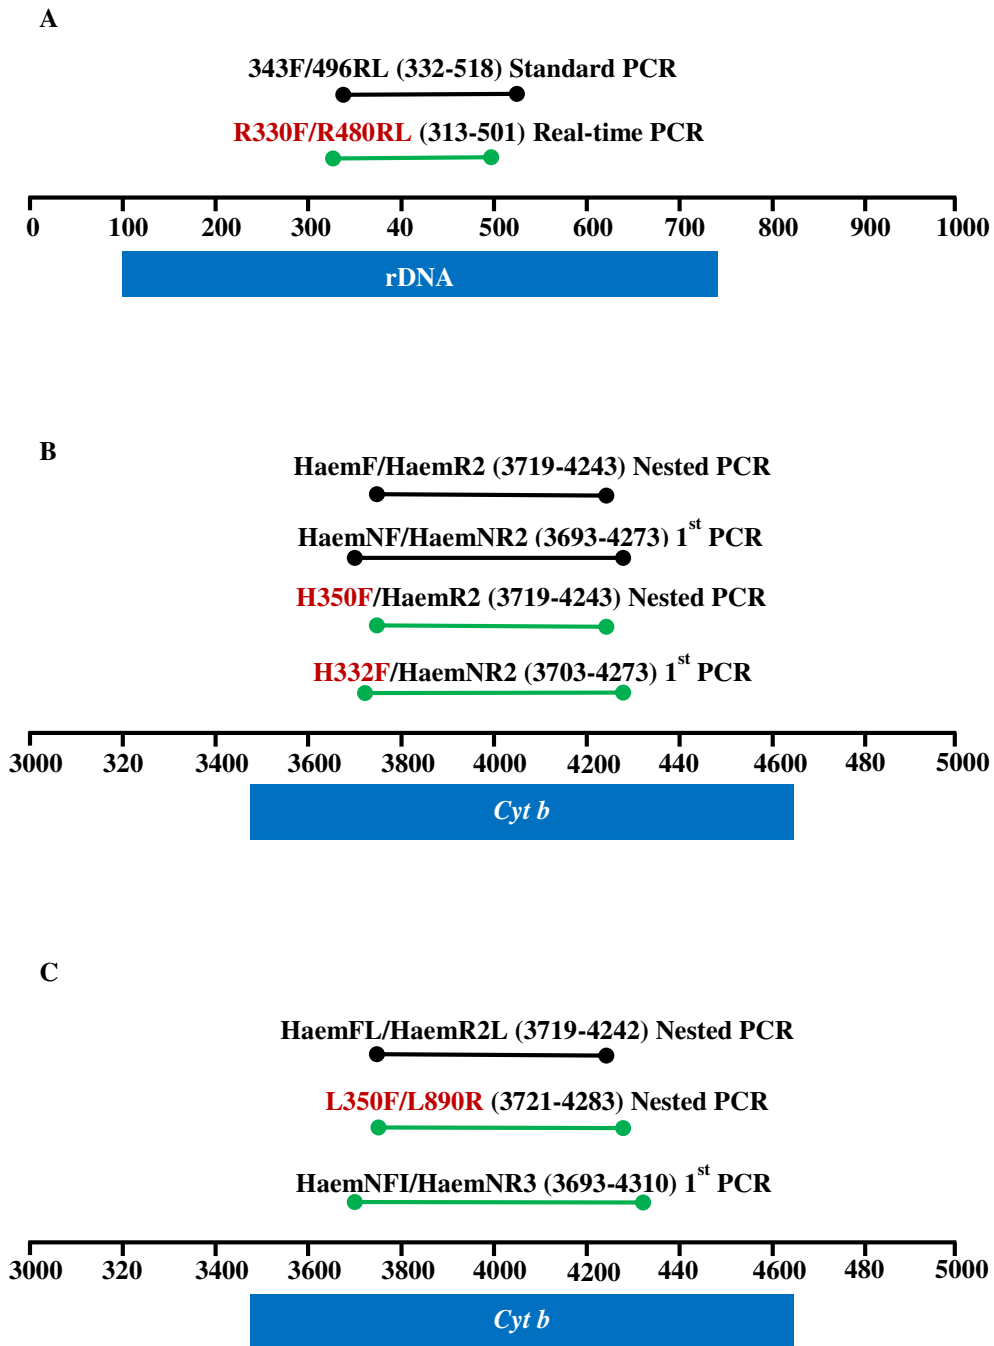 A
343F/496RL (332-518) Standard PCR
R330F/R480RL (313-501) Real-time PCR
0 100 200 300 40 500 600 700 800 900 1000
rDNA
B
HaemF/HaemR2 (3719-4243) Nested PCR
HaemNF/HaemNR2 (3693-4273) 1st PCR
H350F/HaemR2 (3719-4243) Nested PCR
H332F/HaemNR2 (3703-4273) 1st PCR
3000 320 3400 3600 3800 4000 4200 440 4600 480 5000
Cyt b
C
HaemFL/HaemR2L (3719-4242) Nested PCR
L350F/L890R (3721-4283) Nested PCR
HaemNFI/HaemNR3 (3693-4310) 1st PCR
3000 320 3400 3600 3800 4000 4200 440 4600 480 5000
Cyt b